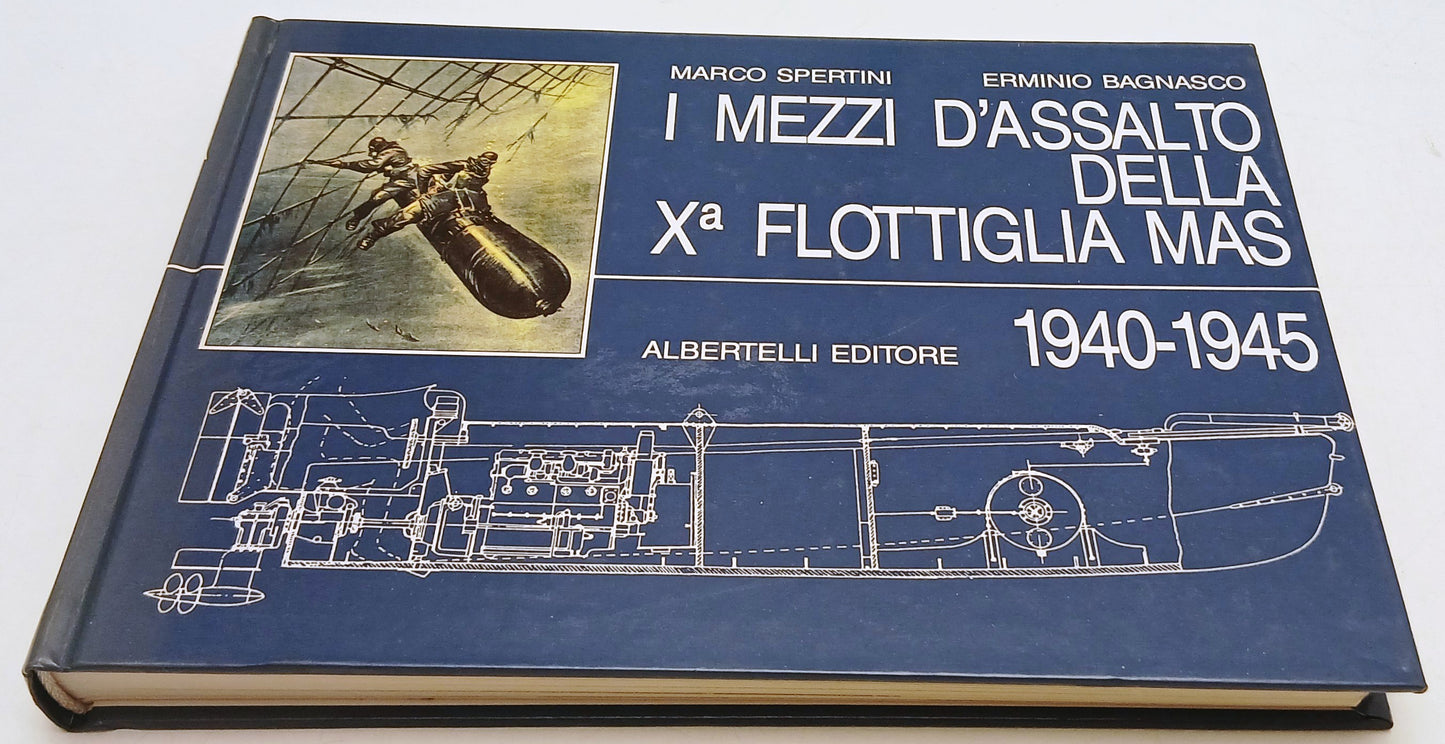 MARCO SPERTINI ERMINIO BAGNASCO
I MEZZI D'ASSALTO
DELLA
Xª FLOTTIGLIA MAS
1940-1945
ALBERTELLI EDITORE